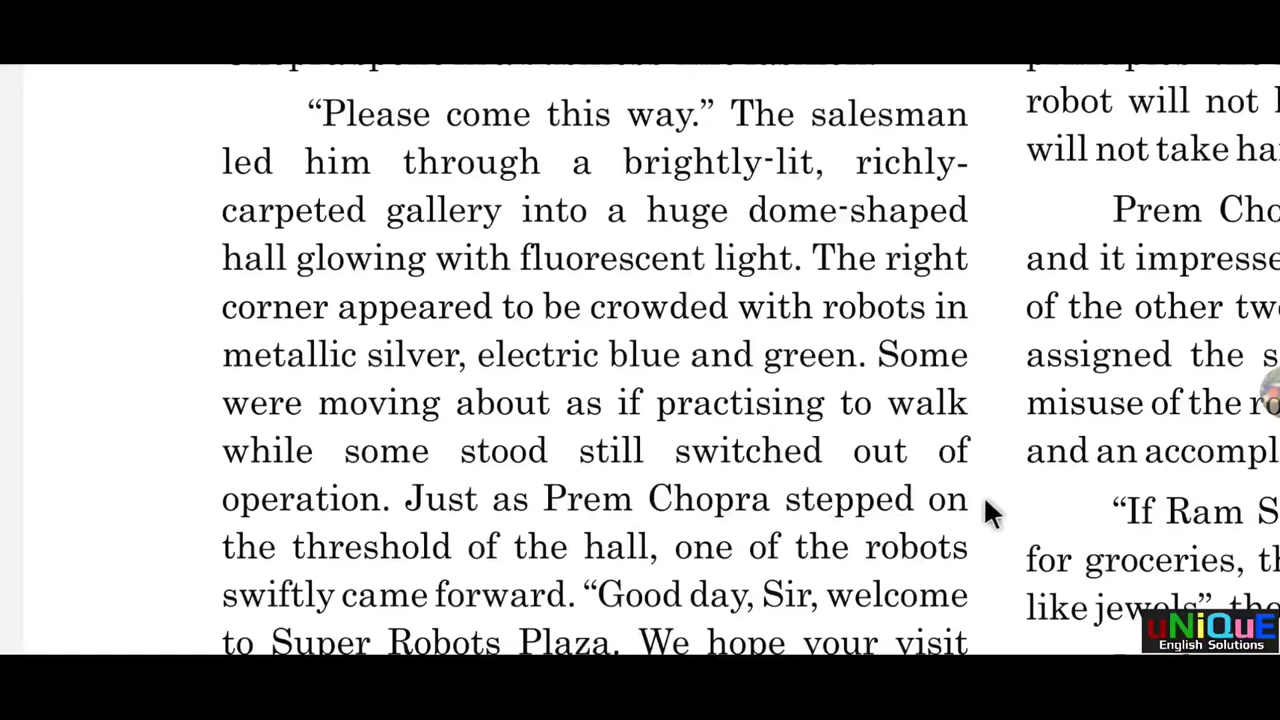 “Please come this way.” The salesman
led him through a brightly-lit, richly-
carpeted gallery into a huge dome-shaped
hall glowing with fluorescent light. The right
corner appeared to be crowded with robots in
metallic silver, electric blue and green. Some
were moving about as if practising to walk
while some stood still switched out of
operation. Just as Prem Chopra stepped on
the threshold of the hall, one of the robots
swiftly came forward. “Good day, Sir, welcome
to Super Robots Plaza. We hope your visit
robot will not
will not take
Prem
and it
of the other
assigned the
misuse of the
and an
“If Ram
for groceries,
like jewels”,
uNiQuE
English Solutions